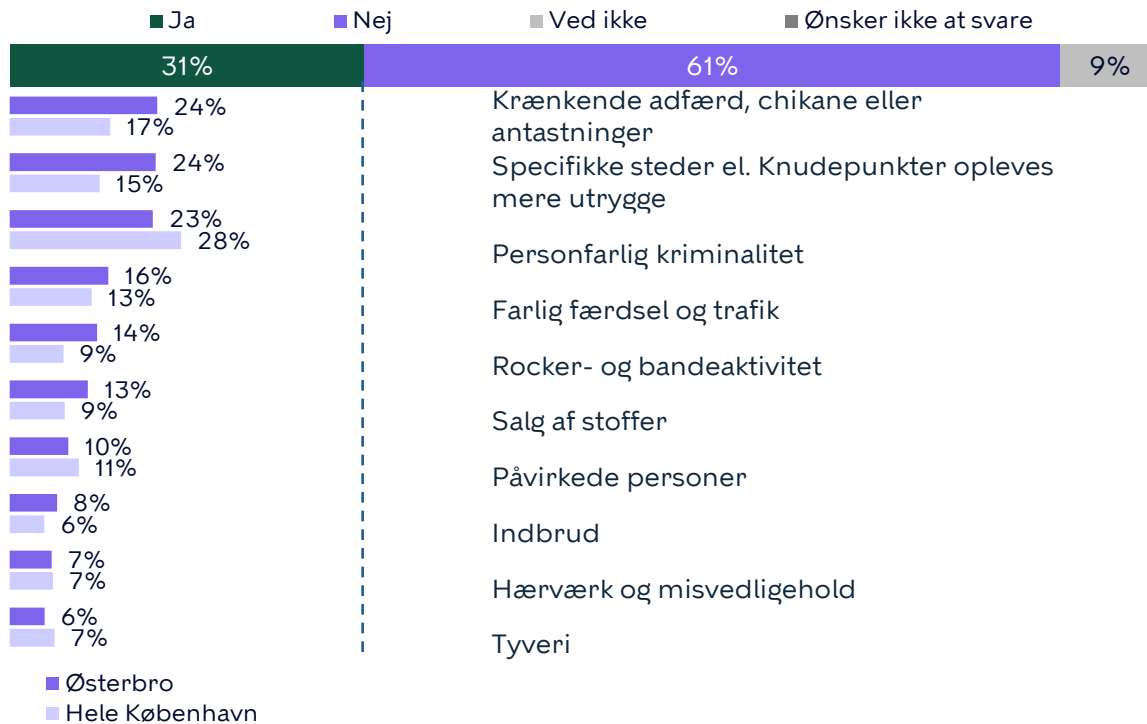 Ja Nej Ved ikke Ønsker ikke at svare
31% 61% 9%
24%
17%
Krænkende adfærd, chikane eller
antastninger
24%
15%
Specifikke steder el. Knudepunkter opleves
mere utrygge
23%
28%
Personfarlig kriminalitet
16%
13%
Farlig færdsel og trafik
14%
9%
Rocker- og bandeaktivitet
13%
9%
Salg af stoffer
10%
11%
Påvirkede personer
8%
6%
Indbrud
7%
7%
Hærværk og misvedligehold
6%
7%
Tyveri
Østerbro
Hele København